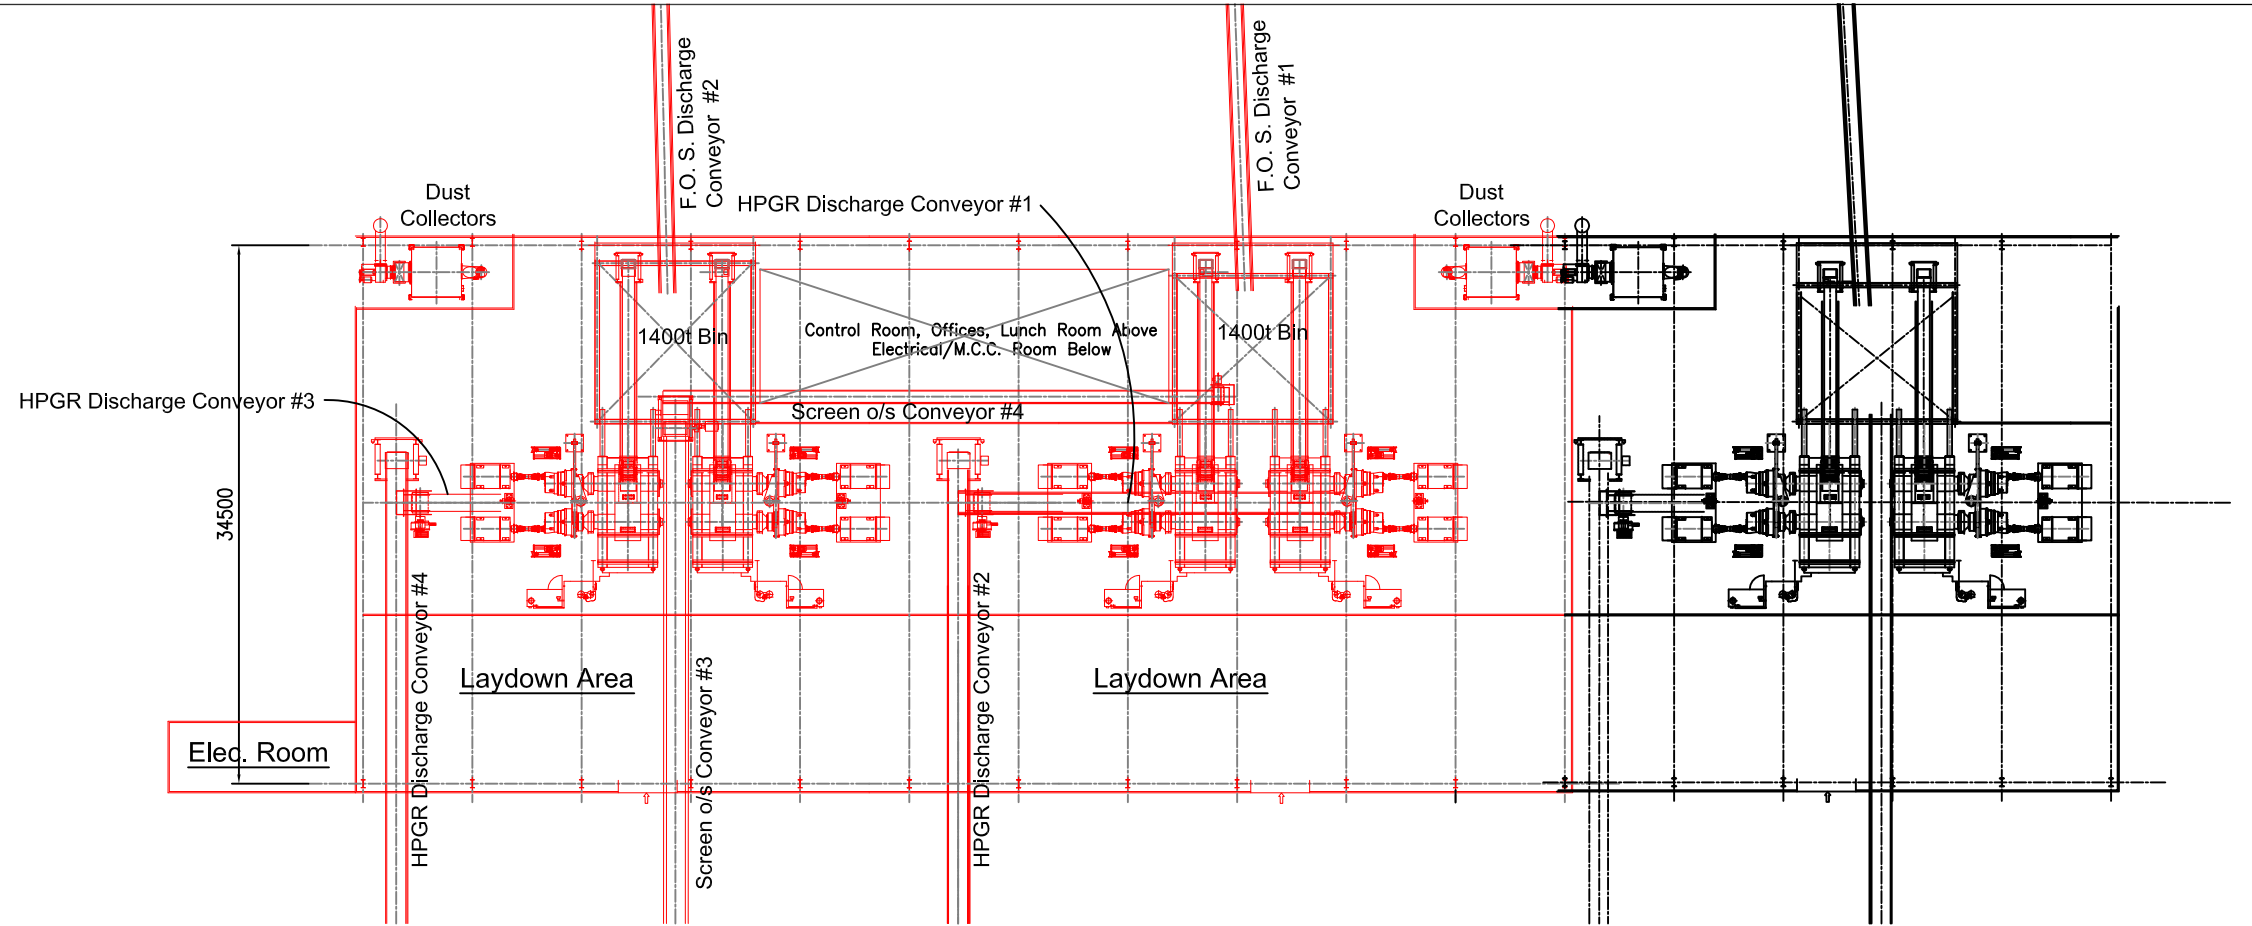 F.O. S. Discharge
Conveyor #2
F.O. S. Discharge
Conveyor #1
Dust
Collectors
HPGR Discharge Conveyor #1
Dust
Collectors
1400t Bin
Control Room, Offices, Lunch Room Above
Electrical/M.C.C. Room Below
1400t Bin
HPGR Discharge Conveyor #3
Screen o/s Conveyor #4
34500
HPGR Discharge Conveyor #4
Laydown Area
Screen o/s Conveyor #3
HPGR Discharge Conveyor #2
Laydown Area
Elec. Room